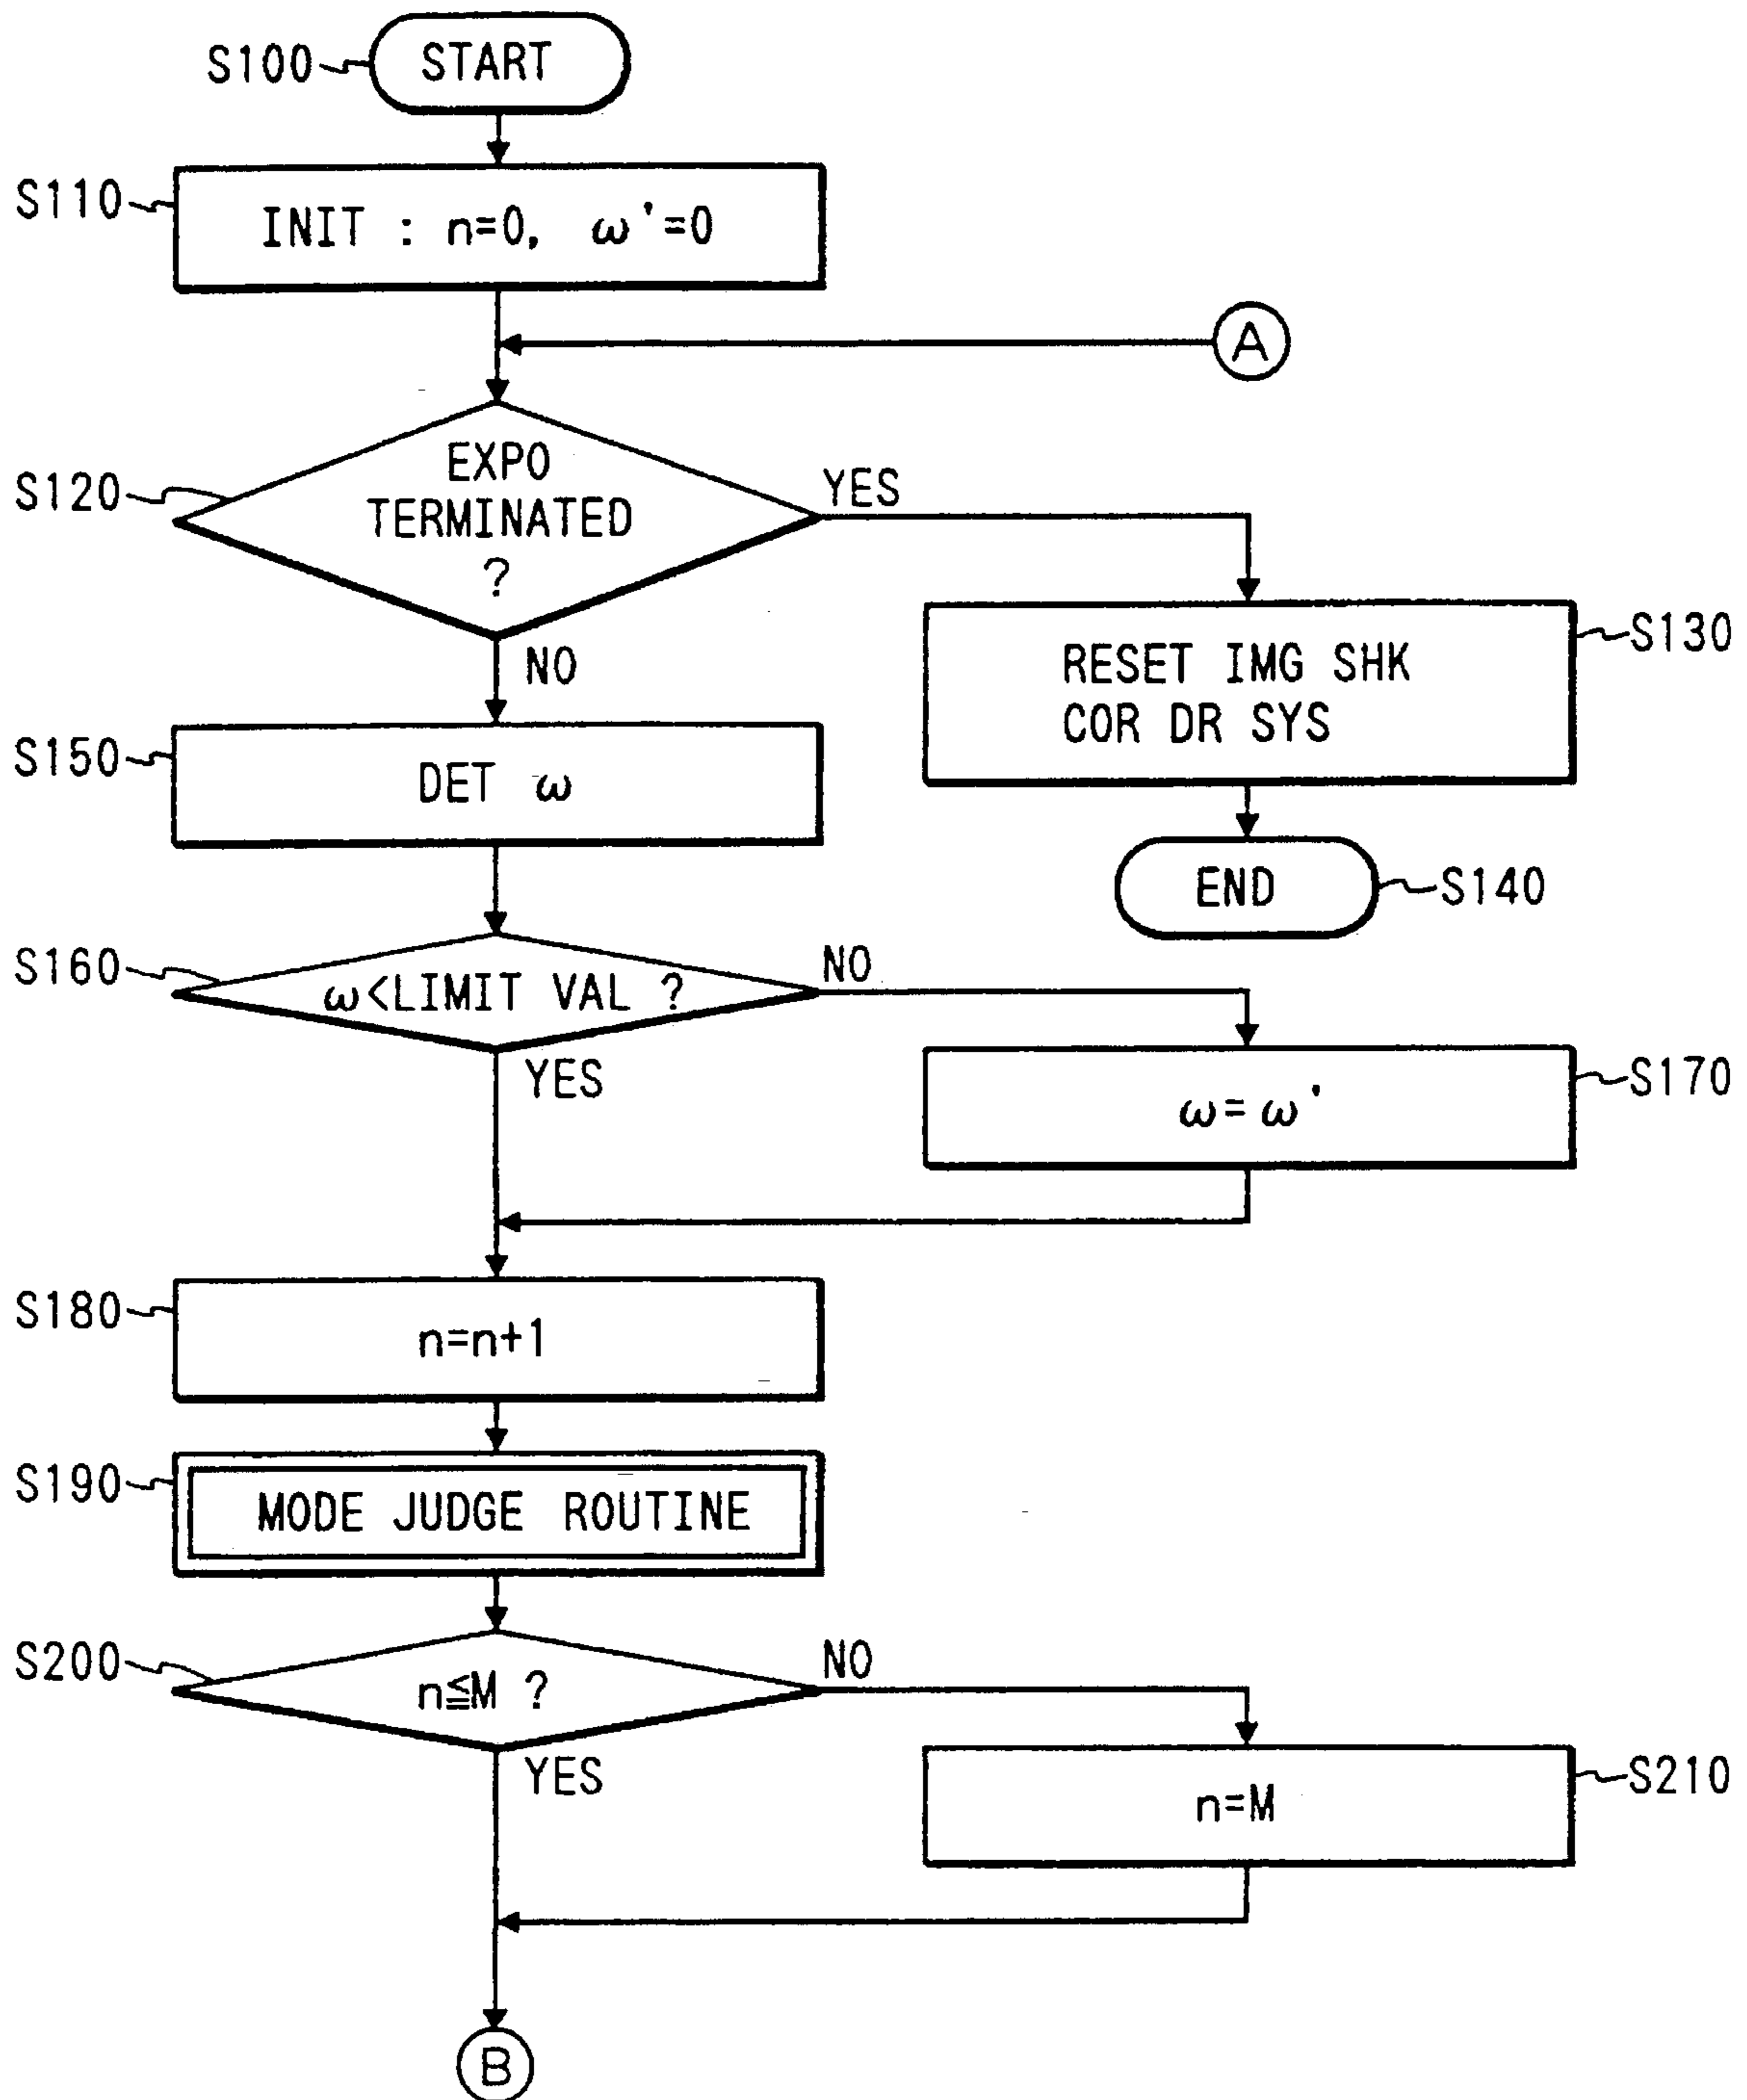 S100
START
S110
INIT : n=0, ω'=0
A
S120
EXPO
TERMINATED
?
YES
NO
S130
RESET IMG SHK
COR DR SYS
S150
DET ω
END
S140
S160
ω<LIMIT VAL ?
NO
YES
S170
ω= ω'
S180
n=n+1
S190
MODE JUDGE ROUTINE
S200
n≦M ?
NO
YES
S210
n=M
B